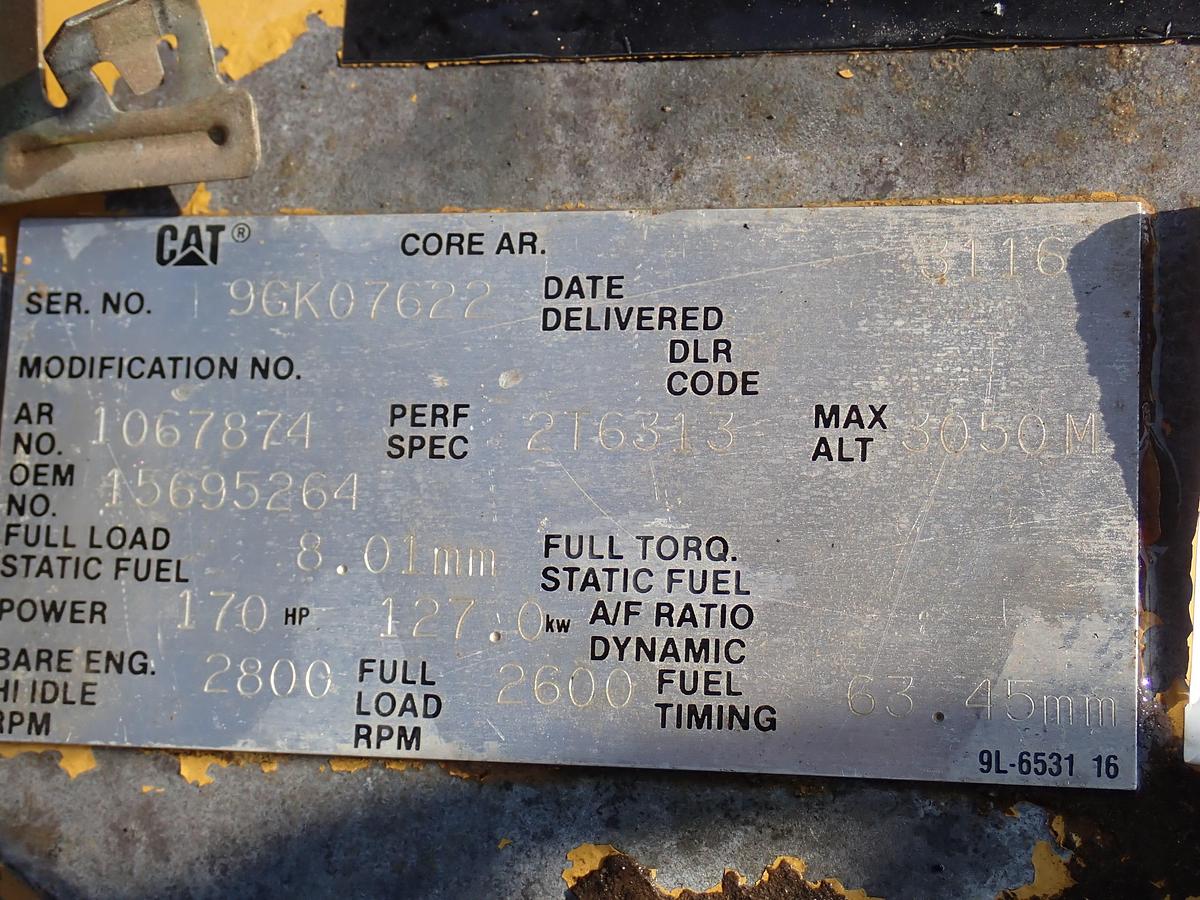 CAT® CORE AR. 3116
SER. NO. 9GK07622 DATE
DELIVERED
MODIFICATION NO. DLR
CODE
AR
NO. 1067874 PERF
SPEC 2T6313 MAX
ALT 3050M
OEM
NO. 15695264
FULL LOAD
STATIC FUEL 8.01mm FULL TORQ.
STATIC FUEL
POWER 170 HP 127.0 kw A/F RATIO
DYNAMIC
BARE ENG.
HI IDLE
RPM 2800 FULL
LOAD
RPM 2600 FUEL
TIMING 63.45mm
9L-6531 16